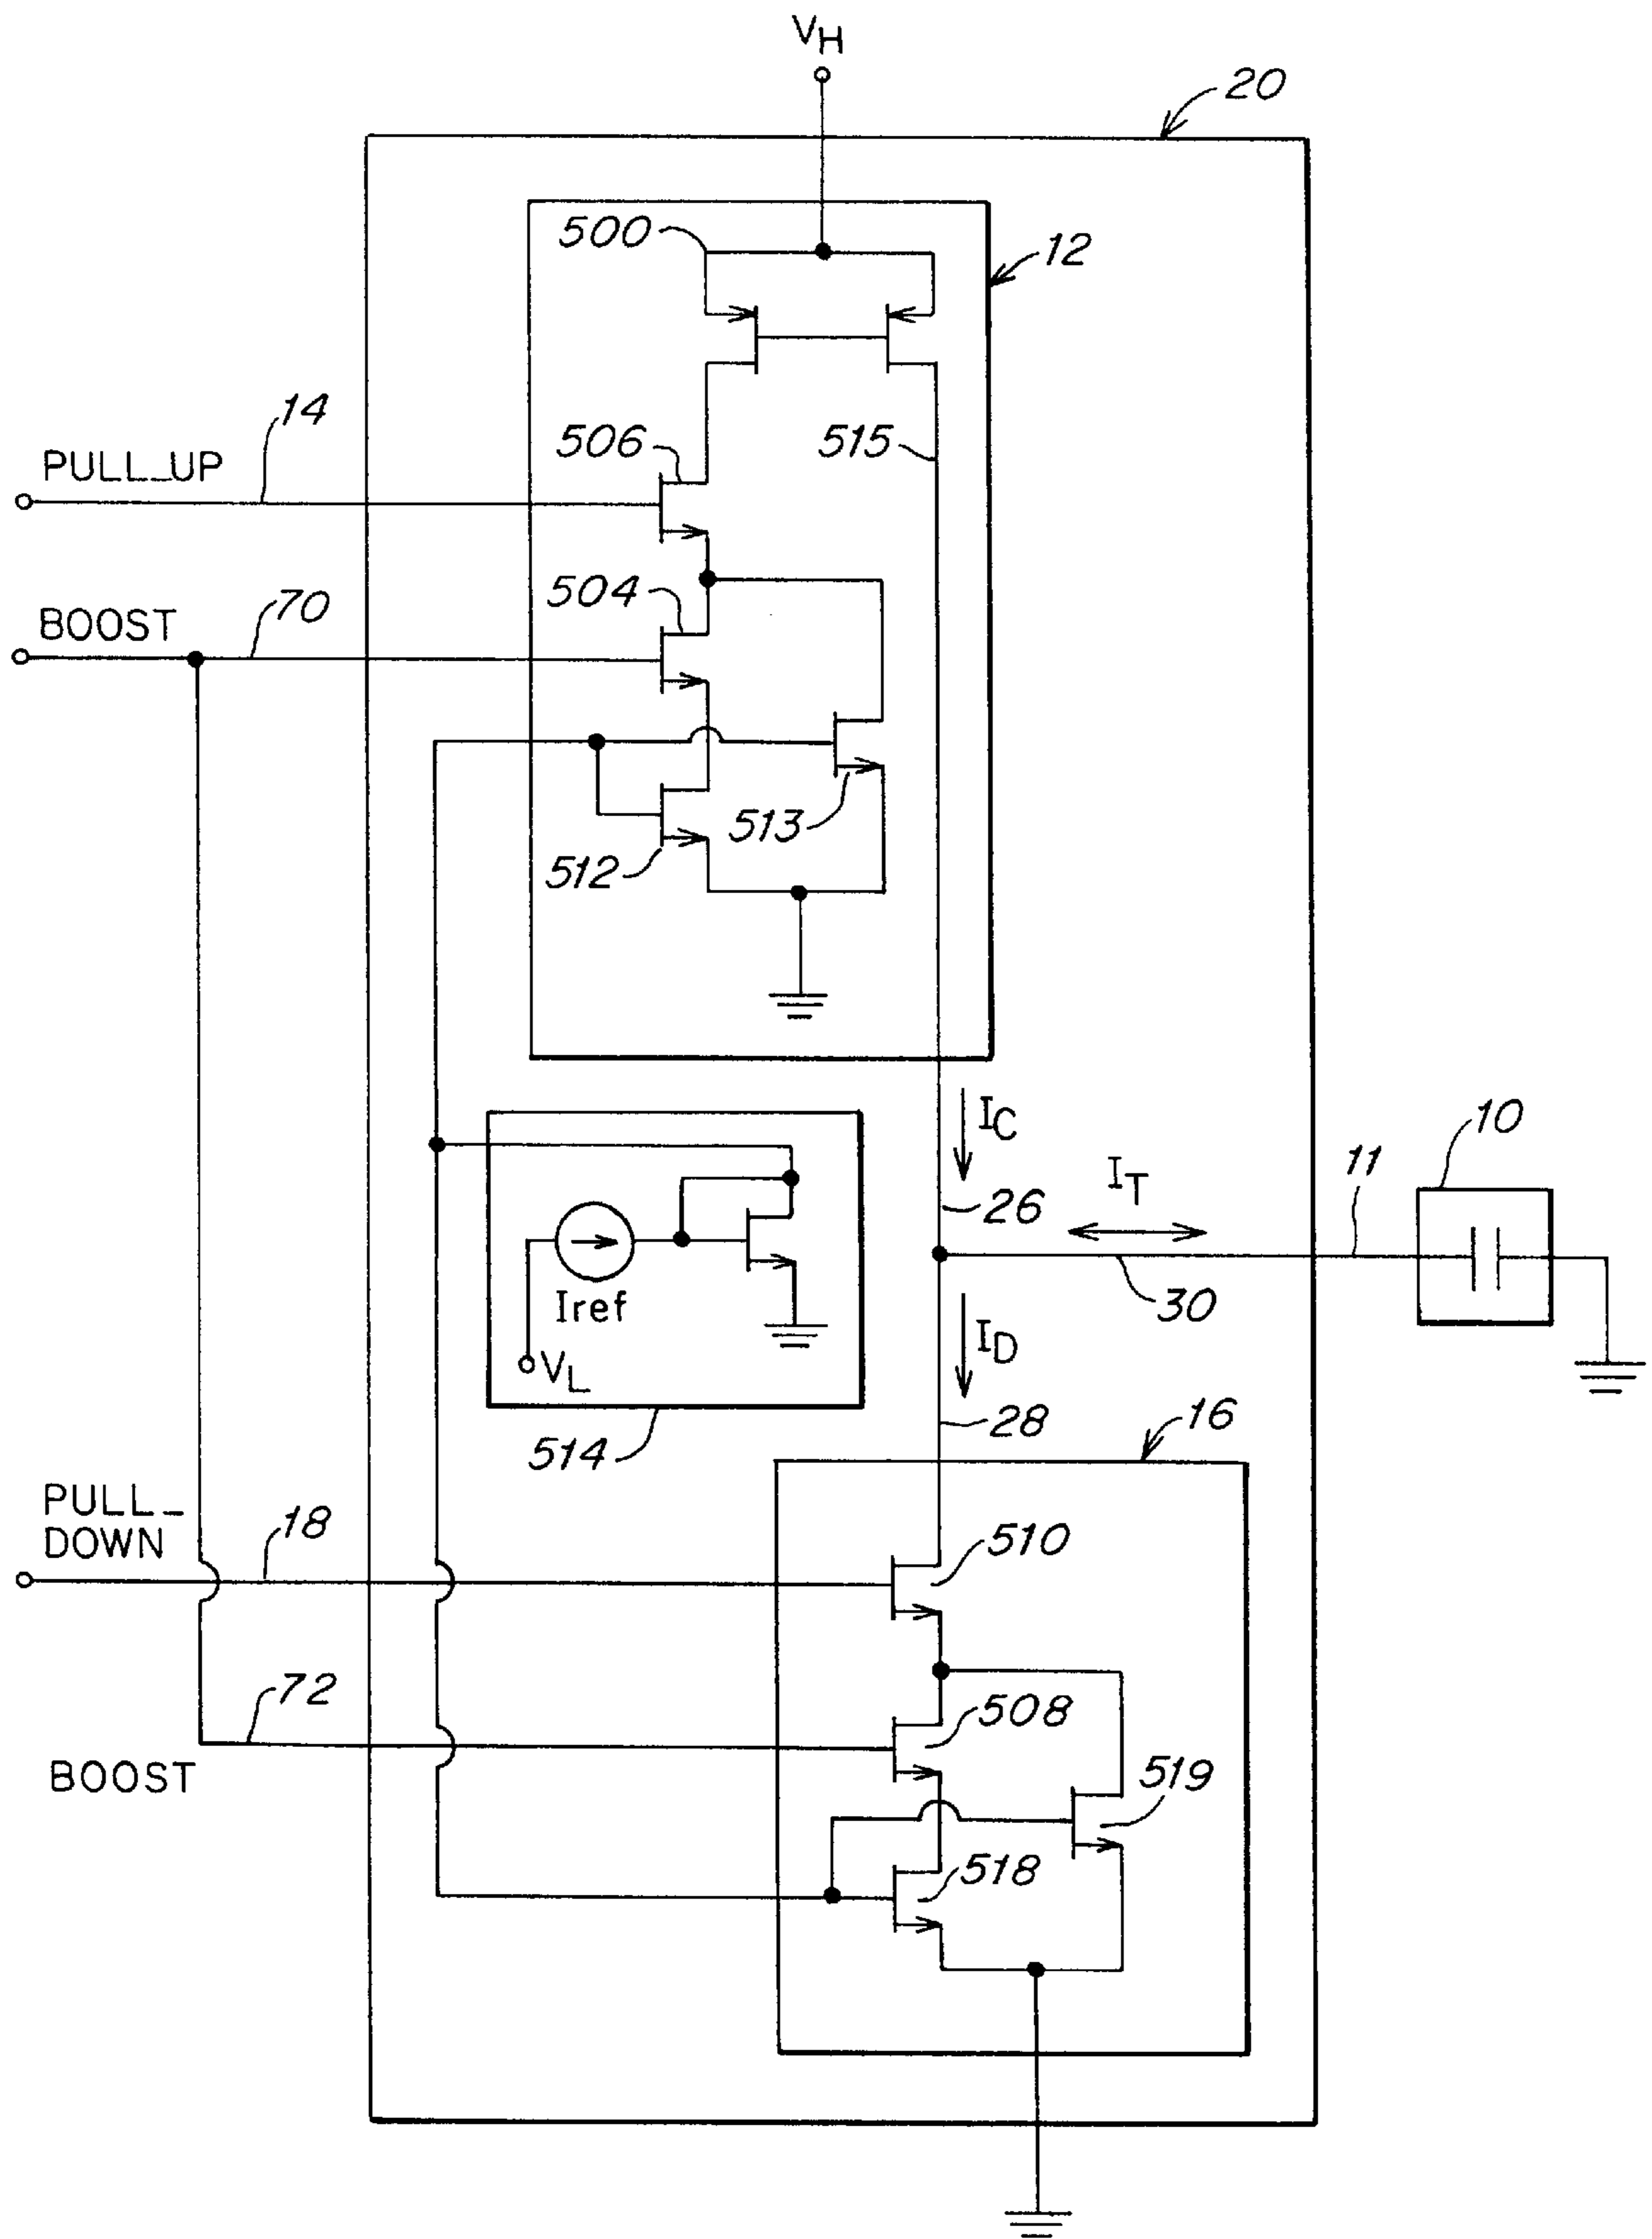 VH
20
500
12
14
506
515
PULL_UP
504
70
BOOST
513
512
IC
10
11
IT
26
Iref
30
VL
ID
28
16
514
PULL_
DOWN
18
510
72
508
BOOST
519
518